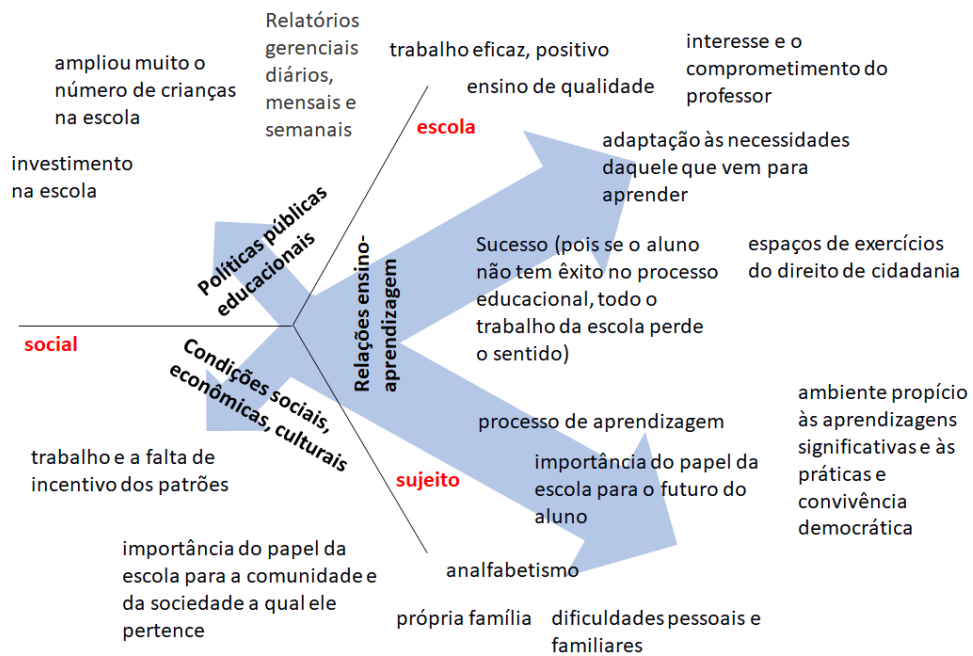 Relatórios
gerenciais
diários,
mensais e
semanais
ampliou muito o
número de crianças
na escola
investimento
na escola
trabalho eficaz, positivo
ensino de qualidade
interesse e o
comprometimento do
professor
escola
adaptação às necessidades
daquele que vem para
aprender
Políticas públicas
educacionais
Relações ensino-
aprendizagem
Sucesso (pois se o aluno
não tem êxito no processo
educacional, todo o
trabalho da escola perde
o sentido)
espaços de exercícios
do direito de cidadania
social
Condições sociais,
econômicas, culturais
processo de aprendizagem
ambiente propício
às aprendizagens
significativas e às
práticas e
convivência
democrática
trabalho e a falta de
incentivo dos patrões
sujeito
importância do papel da
escola para o futuro do
aluno
importância do papel da
escola para a comunidade e
da sociedade a qual ele
pertence
analfabetismo
própria família
dificuldades pessoais e
familiares